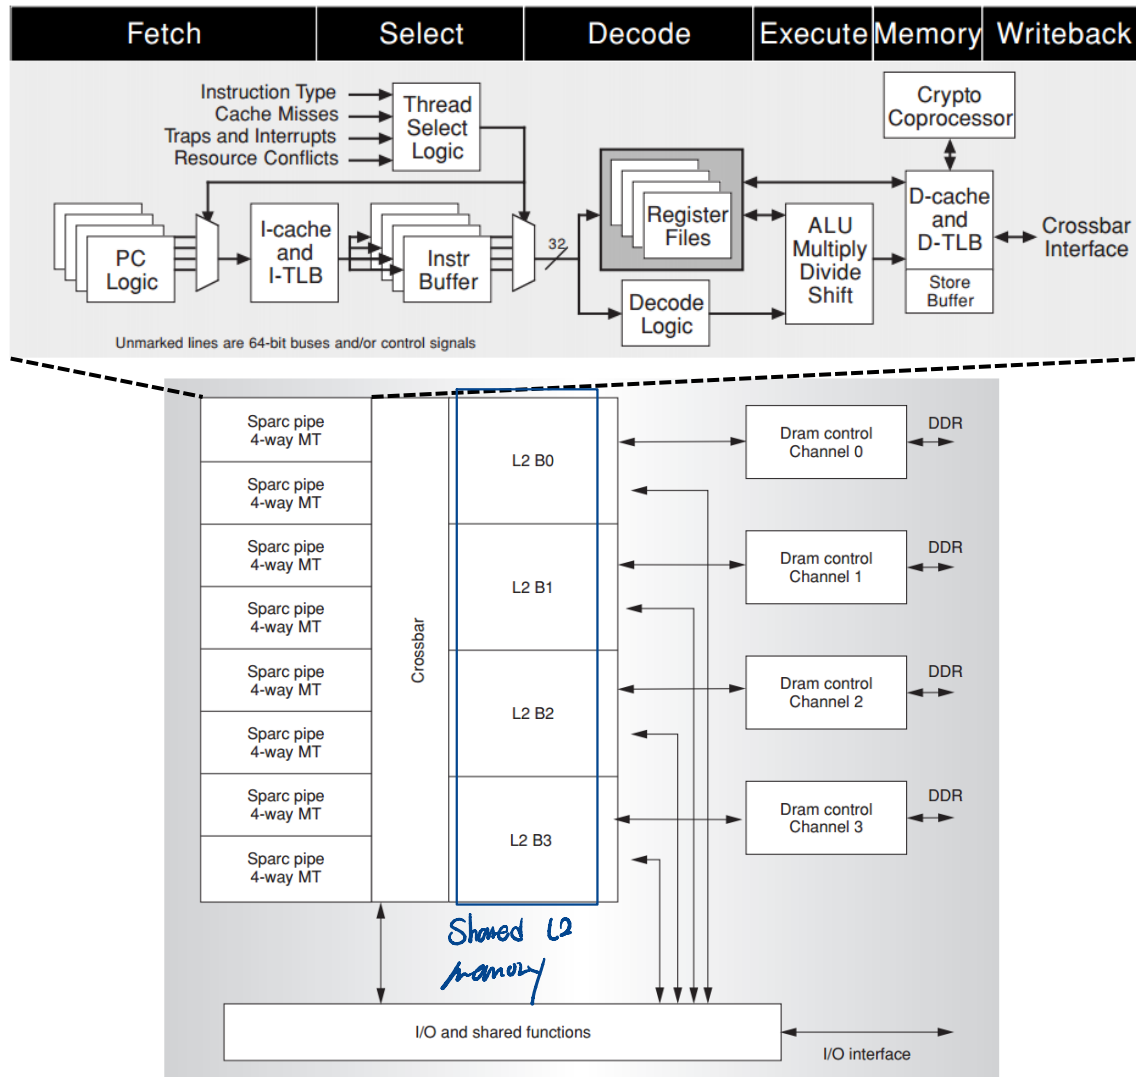 Fetch Select Decode Execute Memory Writeback
Instruction Type
Cache Misses
Traps and Interrupts
Resource Conflicts
Thread
Select
Logic
Crypto
Coprocessor
PC
Logic
I-cache
and
I-TLB
Instr
Buffer
32
Register
Files
Decode
Logic
ALU
Multiply
Divide
Shift
D-cache
and
D-TLB
Store
Buffer
Crossbar
Interface
Unmarked lines are 64-bit buses and/or control signals
Sparc pipe
4-way MT
Sparc pipe
4-way MT
Sparc pipe
4-way MT
Sparc pipe
4-way MT
Sparc pipe
4-way MT
Sparc pipe
4-way MT
Sparc pipe
4-way MT
Sparc pipe
4-way MT
Crossbar
L2 B0
L2 B1
L2 B2
L2 B3
Dram control
Channel 0
DDR
Dram control
Channel 1
DDR
Dram control
Channel 2
DDR
Dram control
Channel 3
DDR
Shared L2
memory
I/O and shared functions
I/O interface